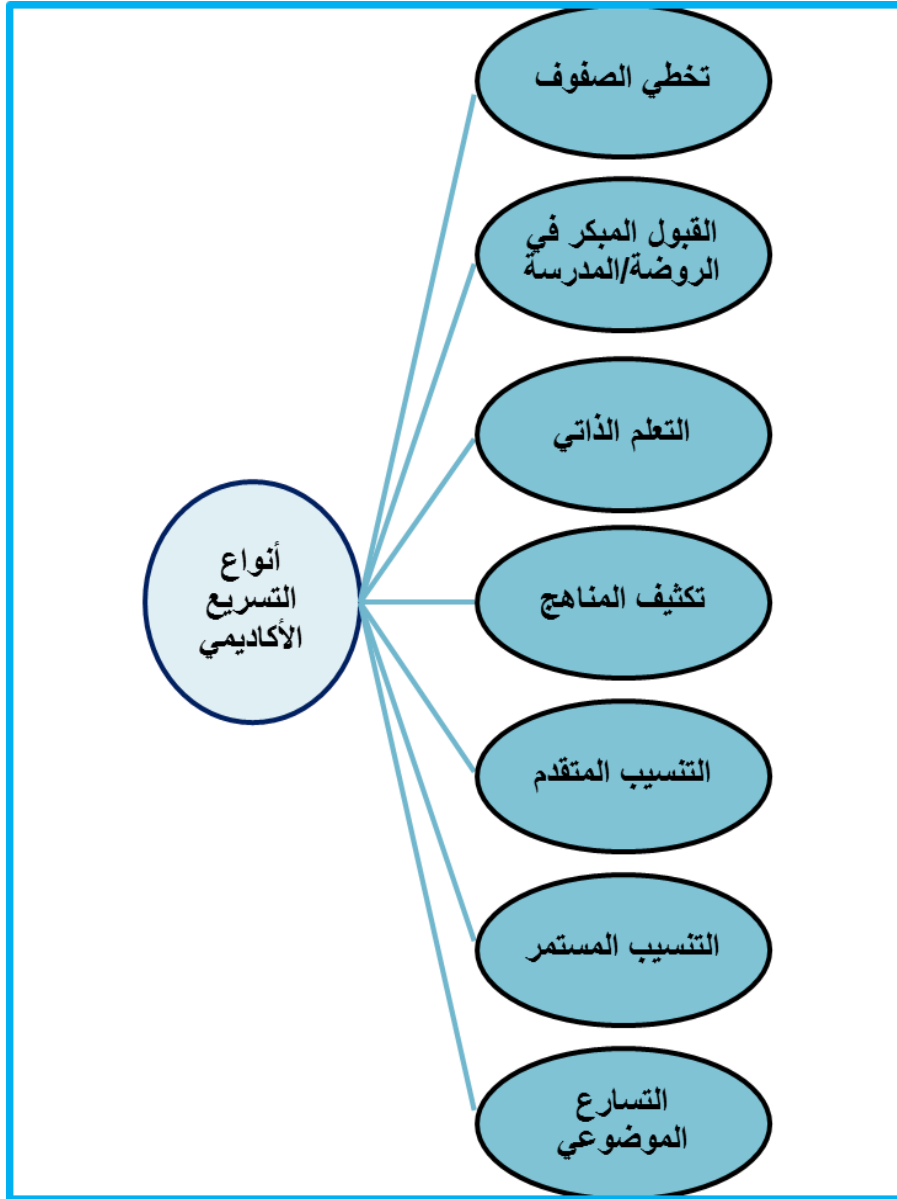 تخطي الصفوف
القبول المبكر في
الروضة/المدرسة
التعلم الذاتي
أنواع
التسريع
الأكاديمي
تكثيف المناهج
التنسيب المتقدم
التنسيب المستمر
التسارع
الموضوعي